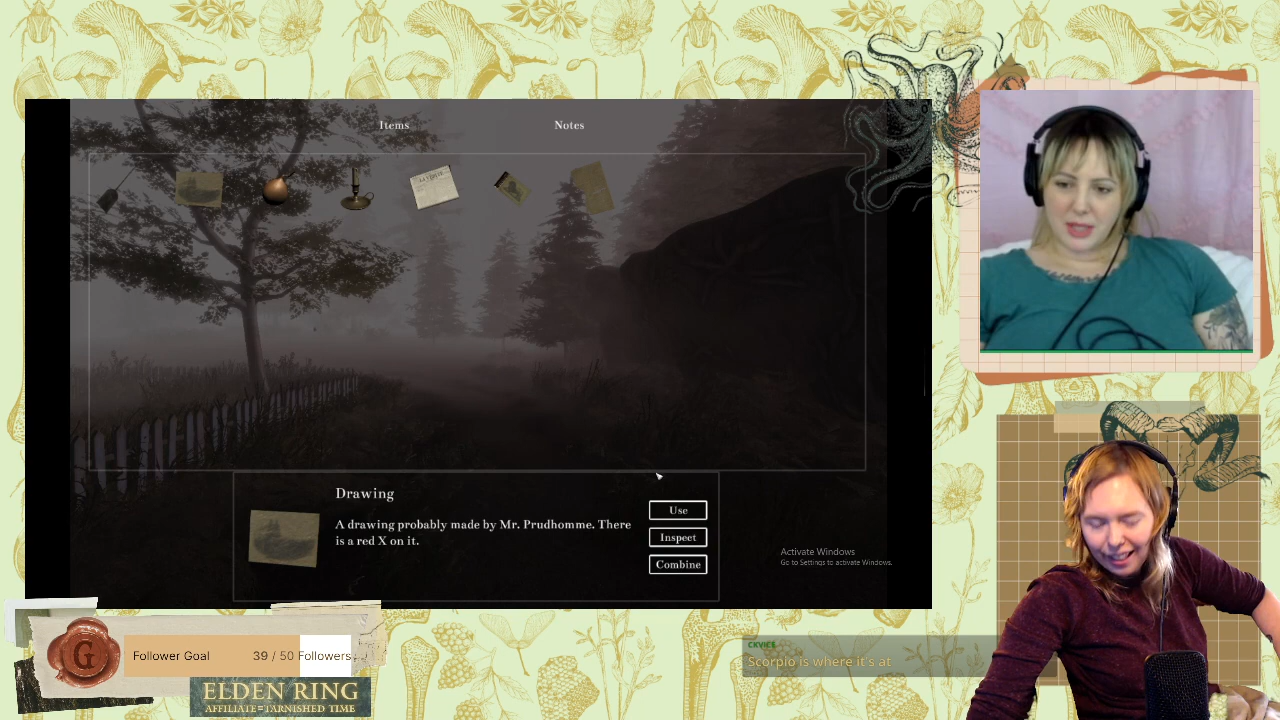 Items
Notes
Drawing
A drawing probably made by Mr. Prudhomme. There
is a red X on it.
Use
Inspect
Combine
Activate Windows
Go to Settings to activate Windows.
G
Follower Goal
39 / 50 Followers
ELDEN RING
AFFILIATE=TARNISHED TIME
CKVICE
Scorpio is where it's at